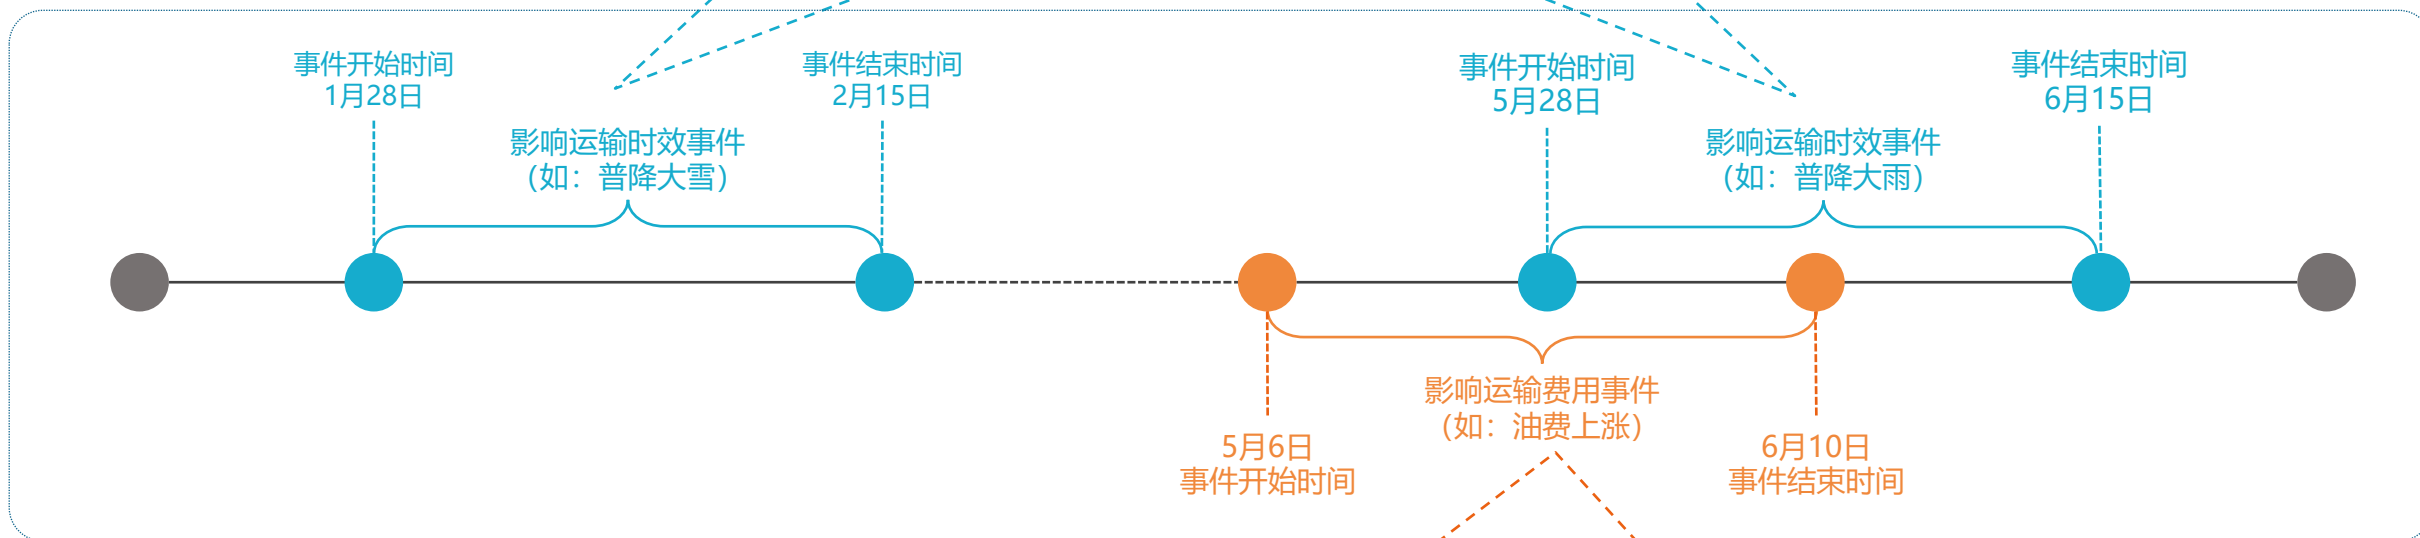 事件开始时间
1月28日
事件结束时间
2月15日
影响运输时效事件
（如：普降大雪）
事件开始时间
5月28日
事件结束时间
6月15日
影响运输时效事件
（如：普降大雨）
影响运输费用事件
（如：油费上涨）
5月6日
事件开始时间
6月10日
事件结束时间